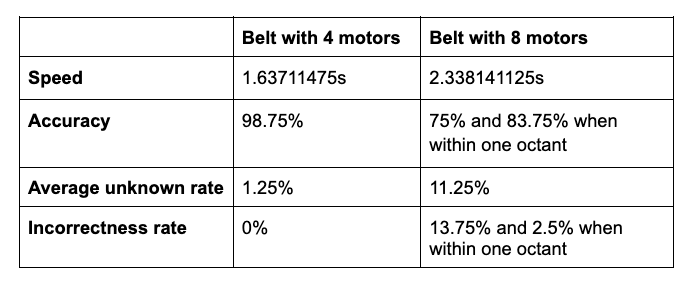 Belt with 4 motors Belt with 8 motors
Speed 1.63711475s 2.338141125s
Accuracy 98.75% 75% and 83.75% when
within one octant
Average unknown rate 1.25% 11.25%
Incorrectness rate 0% 13.75% and 2.5% when
within one octant